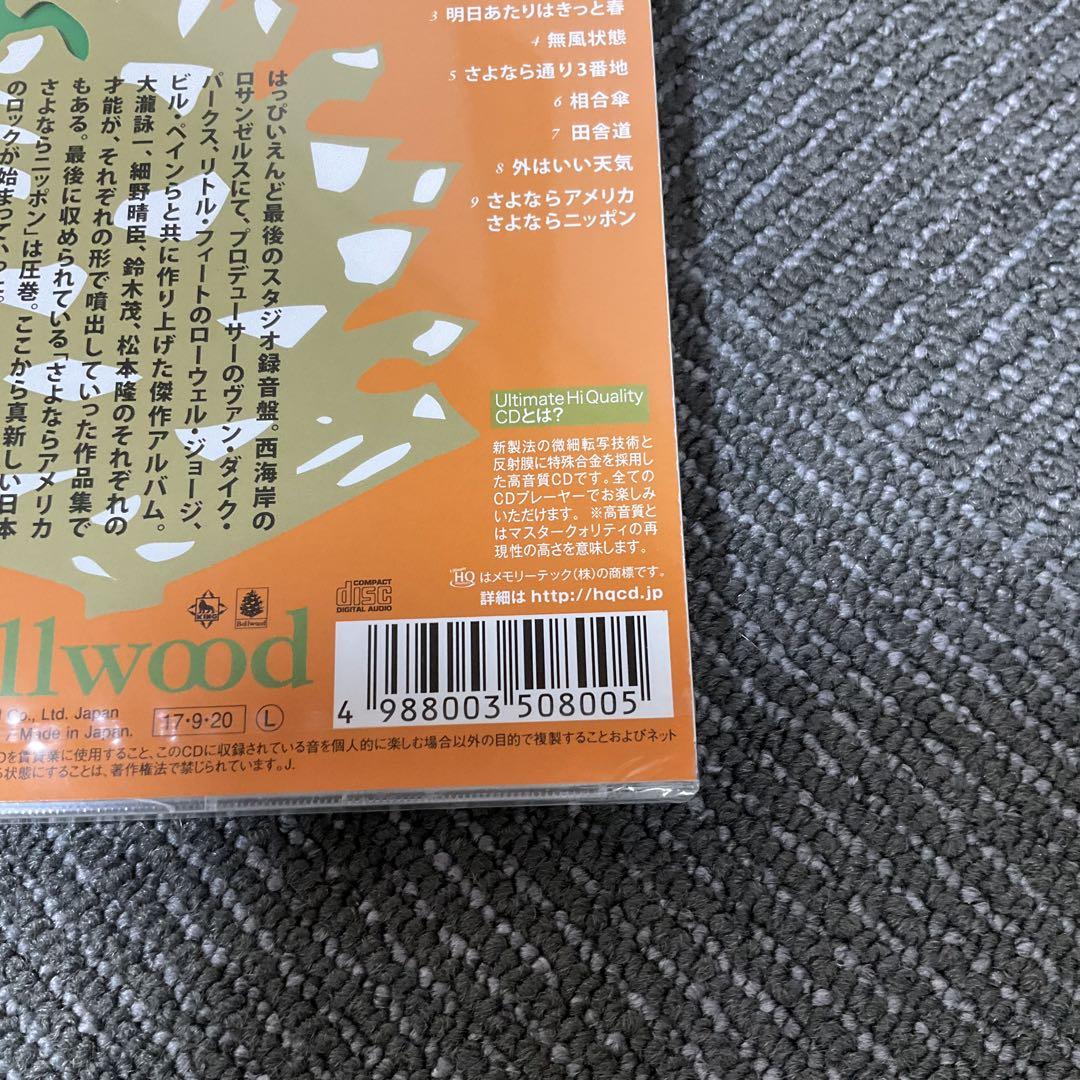 3 明日あたりはきっと春
4 無風状態
5 さよなら通り3番地
6 相合傘
7 田舎道
8 外はいい天気
9 さよならアメリカ
さよならニッポン
はっぴいえんど最後のスタジオ録音盤。西海岸の
ロサンゼルスにて、プロデューサーのヴァン・ダイク・
パークス、リトル・フィートのローウェル・ジョージ、
ビル・ペインらと共に作り上げた傑作アルバム。
大瀧詠一、細野晴臣、鈴木茂、松本隆のそれぞれの
才能が、それぞれの形で噴出していった作品集で
もある。最後に収められている「さよならアメリカ
さよならニッポン」は圧巻。ここから真新しい日本
のロックが始まっていった。
Ultimate Hi Quality
CDとは?
新製法の微細転写技術と
反射膜に特殊合金を採用し
た高音質CDです。全ての
CDプレーヤーでお楽しみ
いただけます。 ※高音質と
はマスタークォリティの再
現性の高さを意味します。
HQ はメモリーテック(株)の商標です。
詳細は http://hqcd.jp
COMPACT
disc
DIGITAL AUDIO
KING
Bellwood
llwood
4 988003 508005
Co., Ltd. Japan
17・9・20 L
Made in Japan.
を賃貸業に使用すること、このCDに収録されている音を個人的に楽しむ場合以外の目的で複製することおよびネット
状態にすることは、著作権法で禁じられています。J.